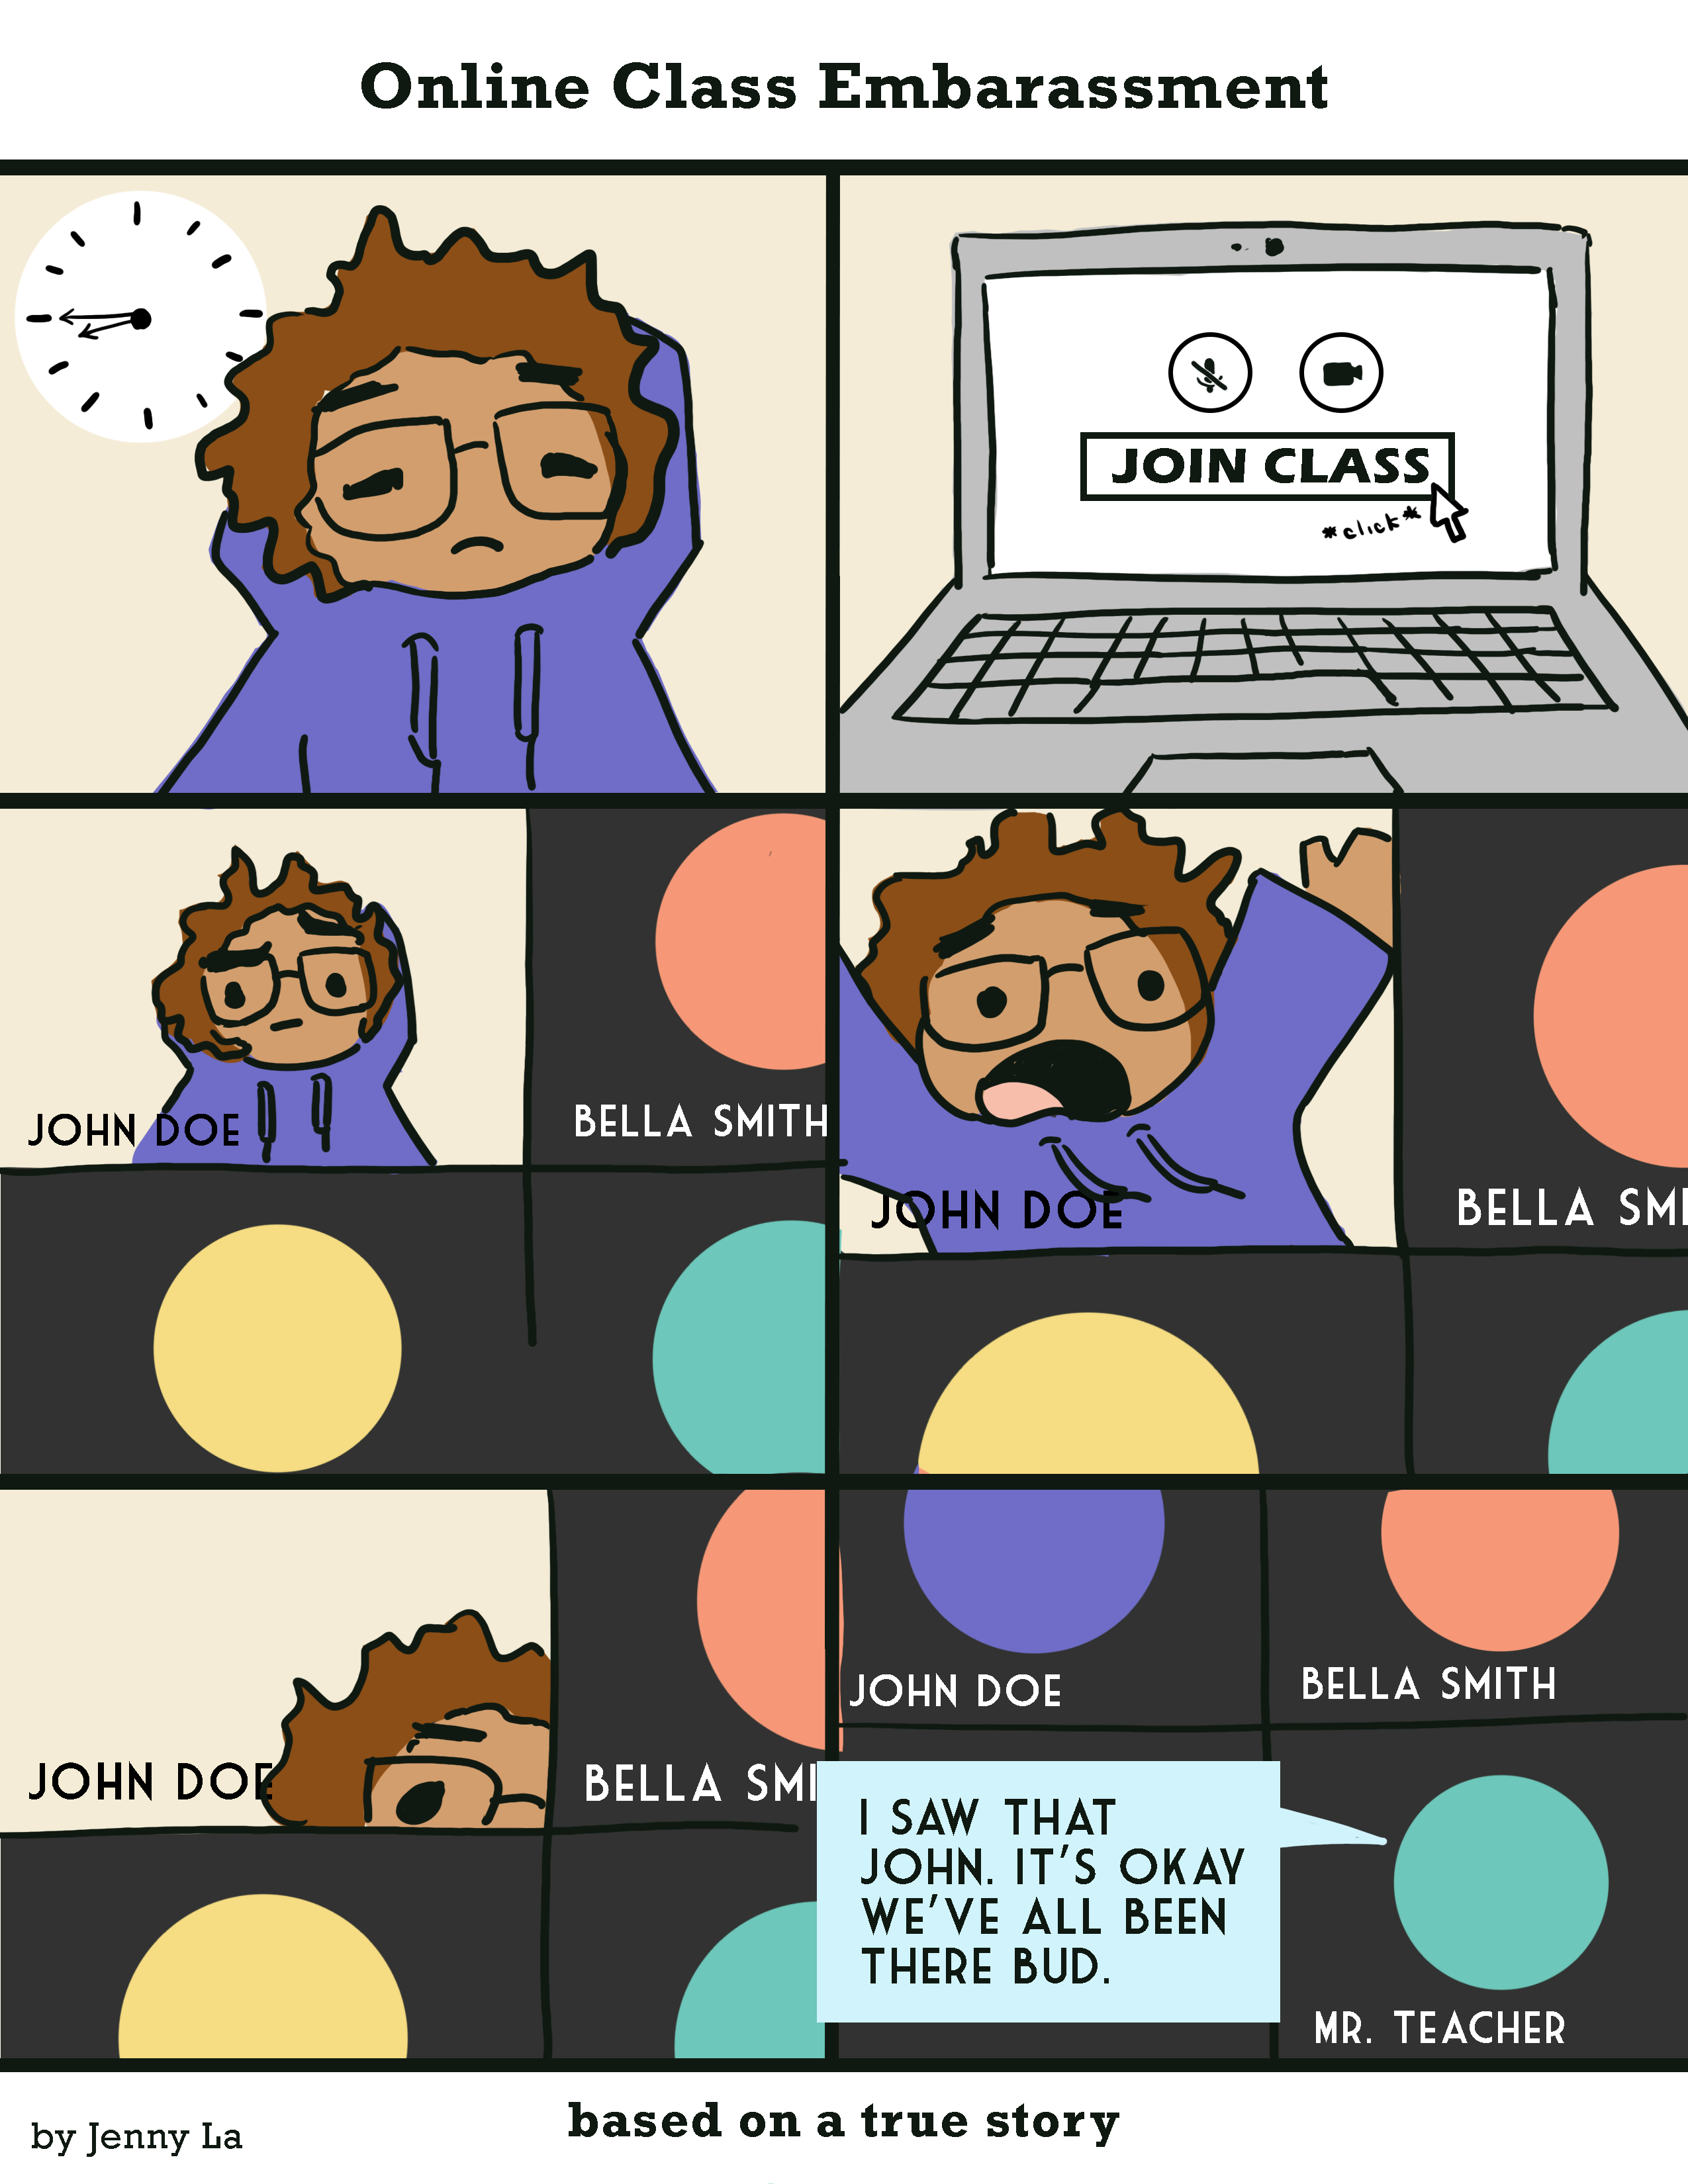 Online Class Embarassment
JOIN CLASS
*click*
JOHN DOE
BELLA SMITH
JOHN DOE
BELLA SMI
JOHN DOE
BELLA SMI
JOHN DOE
BELLA SMITH
I SAW THAT
JOHN. IT'S OKAY
WE'VE ALL BEEN
THERE BUD.
MR. TEACHER
by Jenny La
based on a true story